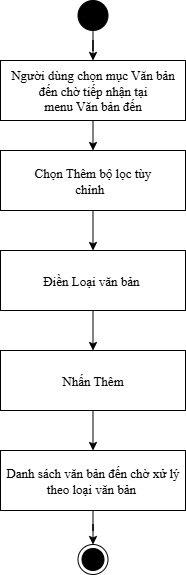 Người dùng chọn mục Văn bản
đến chờ tiếp nhận tại
menu Văn bản đến
Chọn Thêm bộ lọc tùy
chỉnh
Điền Loại văn bản
Nhấn Thêm
Danh sách văn bản đến chờ xử lý
theo loại văn bản